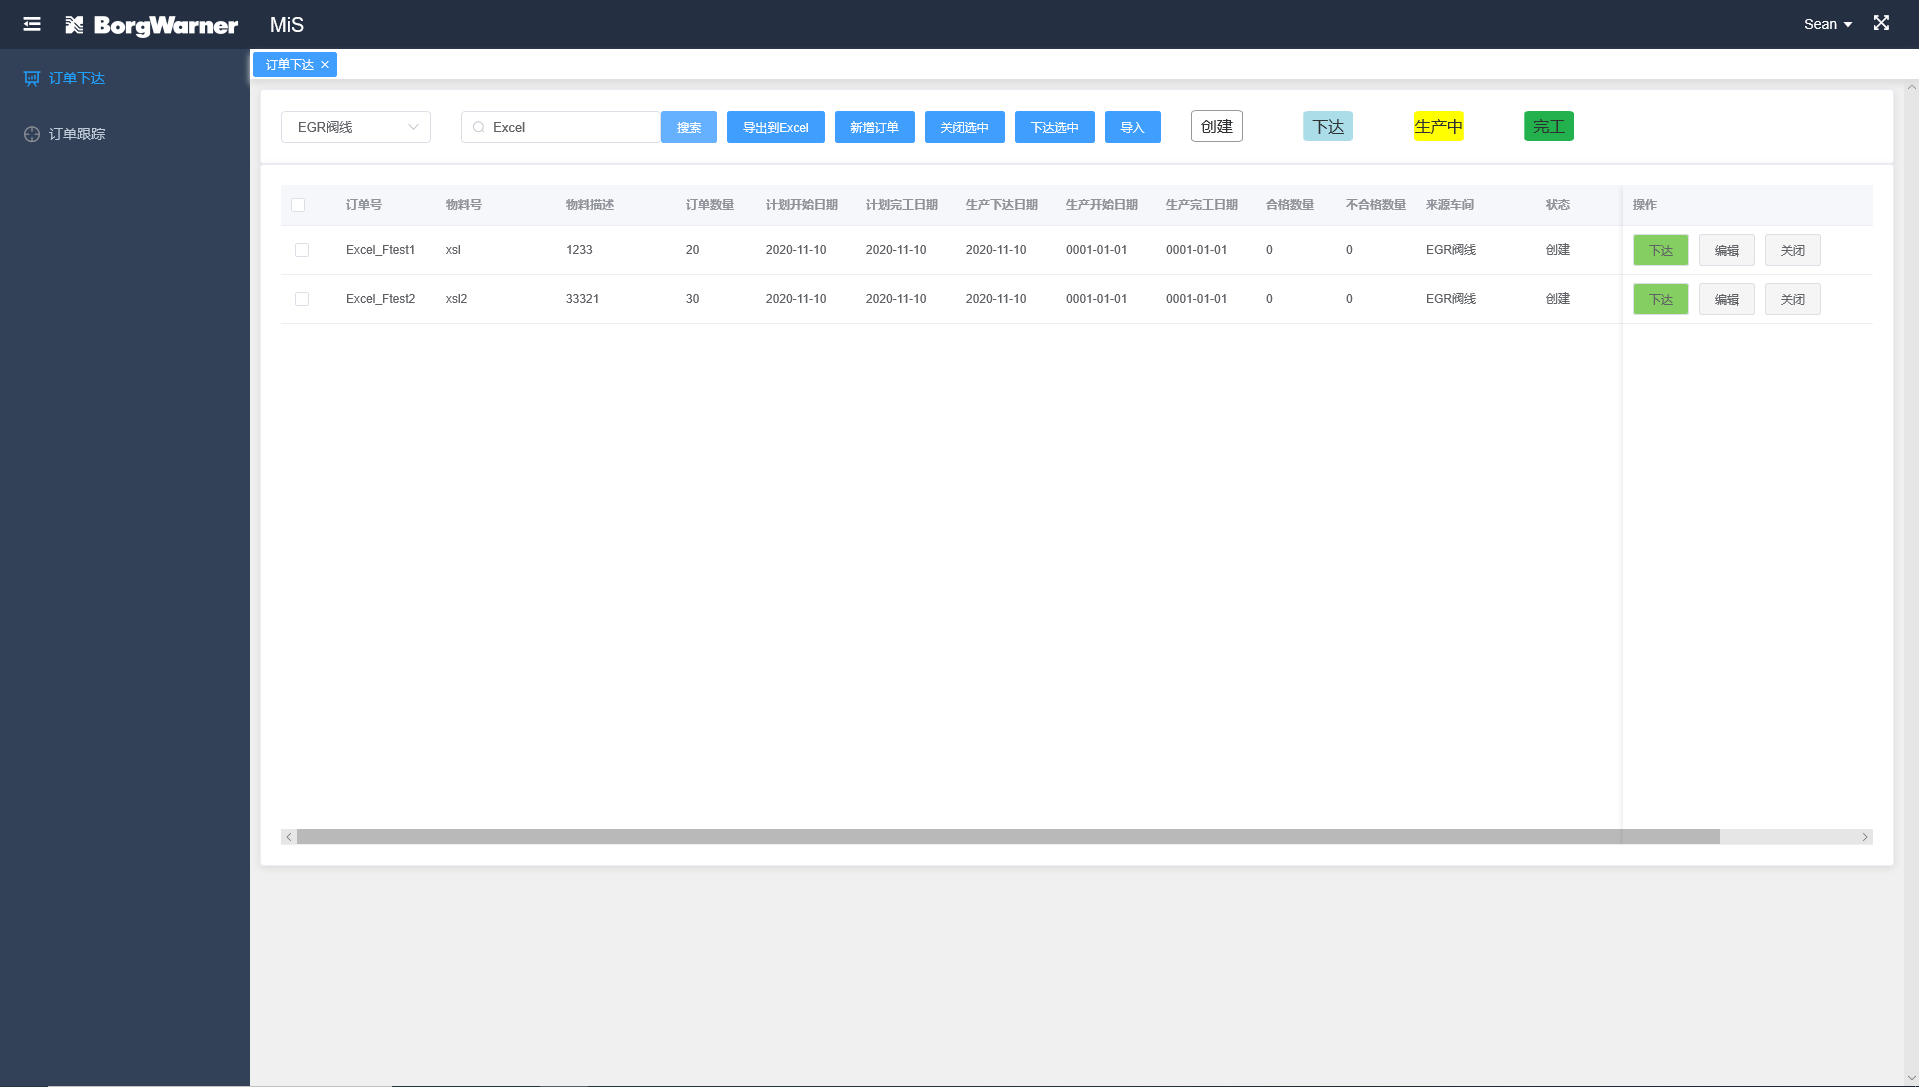 BorgWarner MiS Sean
订单下达
订单跟踪
订单下达
EGR阀线 Excel 搜索 导出到Excel 新增订单 关闭选中 下达选中 导入 创建 下达 生产中 完工
订单号 物料号 物料描述 订单数量 计划开始日期 计划完工日期 生产下达日期 生产开始日期 生产完工日期 合格数量 不合格数量 来源车间 状态 操作
Excel_Ftest1 xsl 1233 20 2020-11-10 2020-11-10 2020-11-10 0001-01-01 0001-01-01 0 0 EGR阀线 创建 下达 编辑 关闭
Excel_Ftest2 xsl2 33321 30 2020-11-10 2020-11-10 2020-11-10 0001-01-01 0001-01-01 0 0 EGR阀线 创建 下达 编辑 关闭